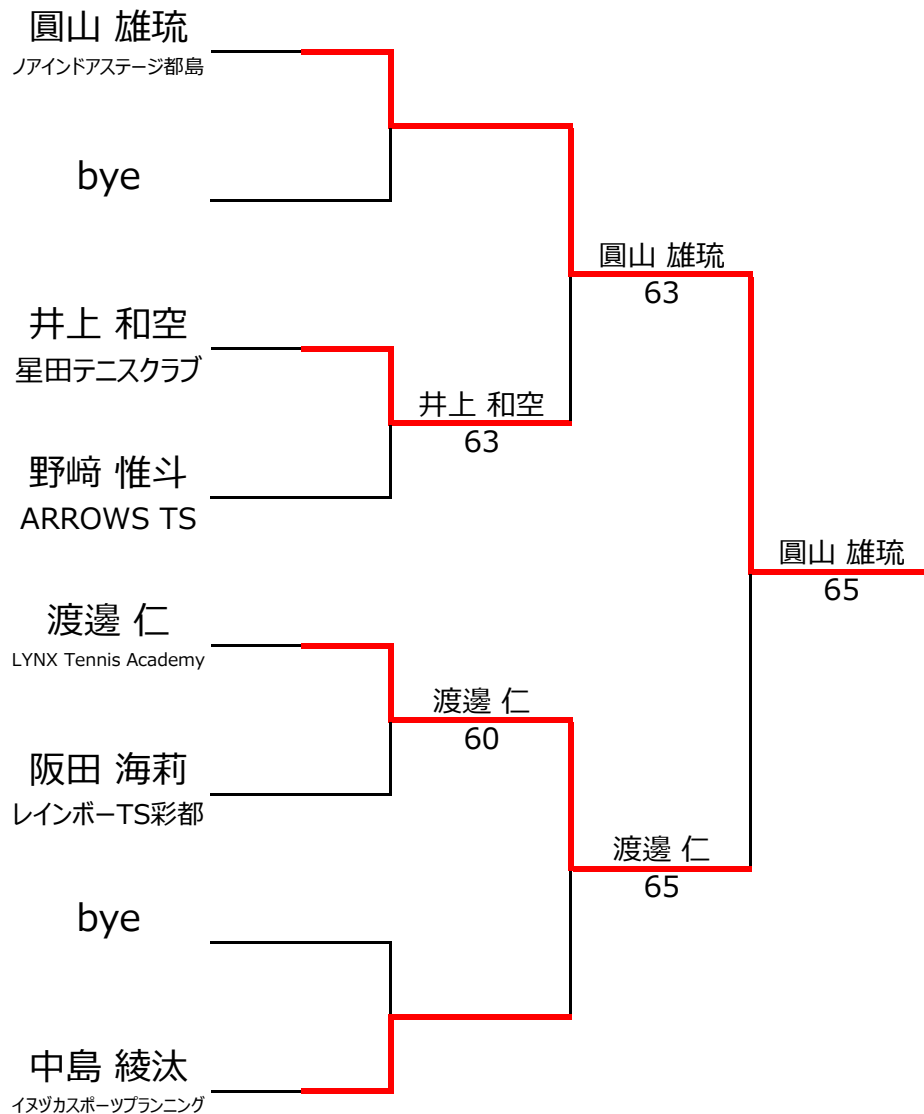 圓山 雄琉
ノアインドアステージ都島
bye
圓山 雄琉
63
井上 和空
星田テニスクラブ
井上 和空
63
野﨑 惟斗
ARROWS TS
圓山 雄琉
65
渡邊 仁
LYNX Tennis Academy
渡邊 仁
60
阪田 海莉
レインボーTS彩都
渡邊 仁
65
bye
中島 綾汰
イヌヅカスポーツプランニング